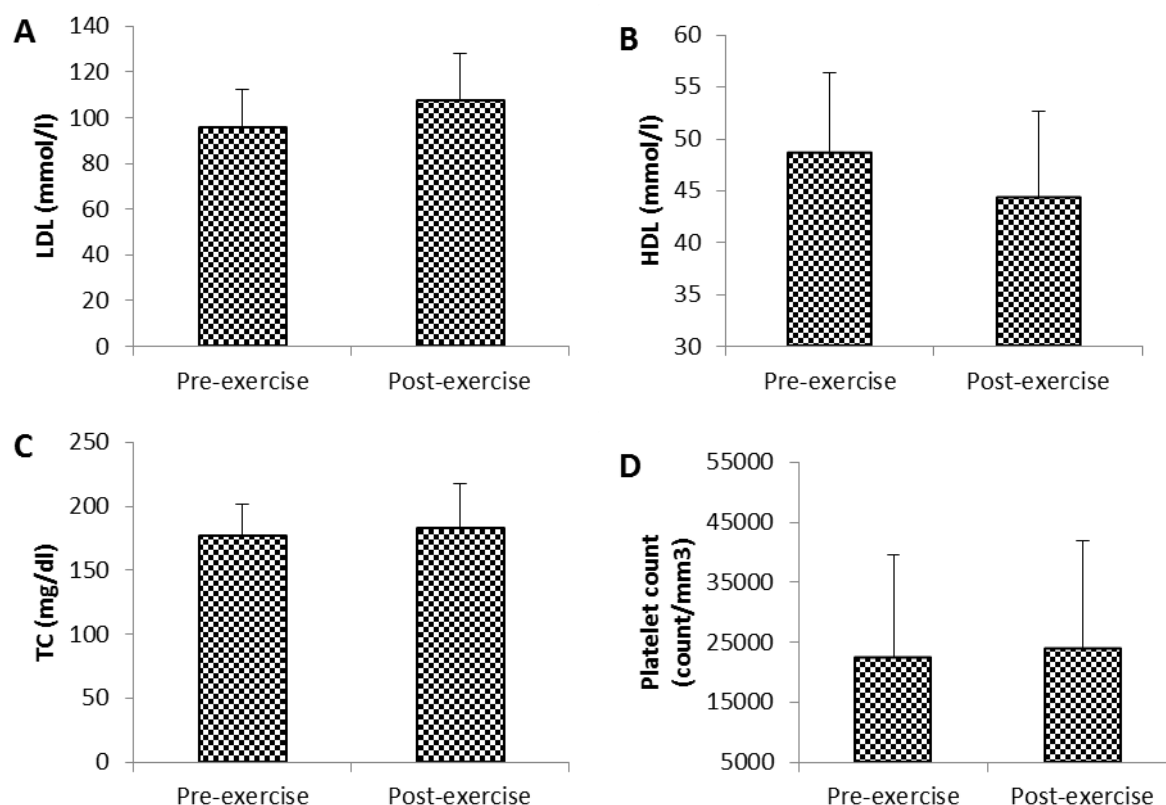 A
LDL (mmol/l)
140
120
100
80
60
40
20
0
Pre-exercise
Post-exercise
B
HDL (mmol/l)
60
55
50
45
40
35
30
Pre-exercise
Post-exercise
C
TC (mg/dl)
250
200
150
100
50
0
Pre-exercise
Post-exercise
D
Platelet count
(count/mm3)
55000
45000
35000
25000
15000
5000
Pre-exercise
Post-exercise